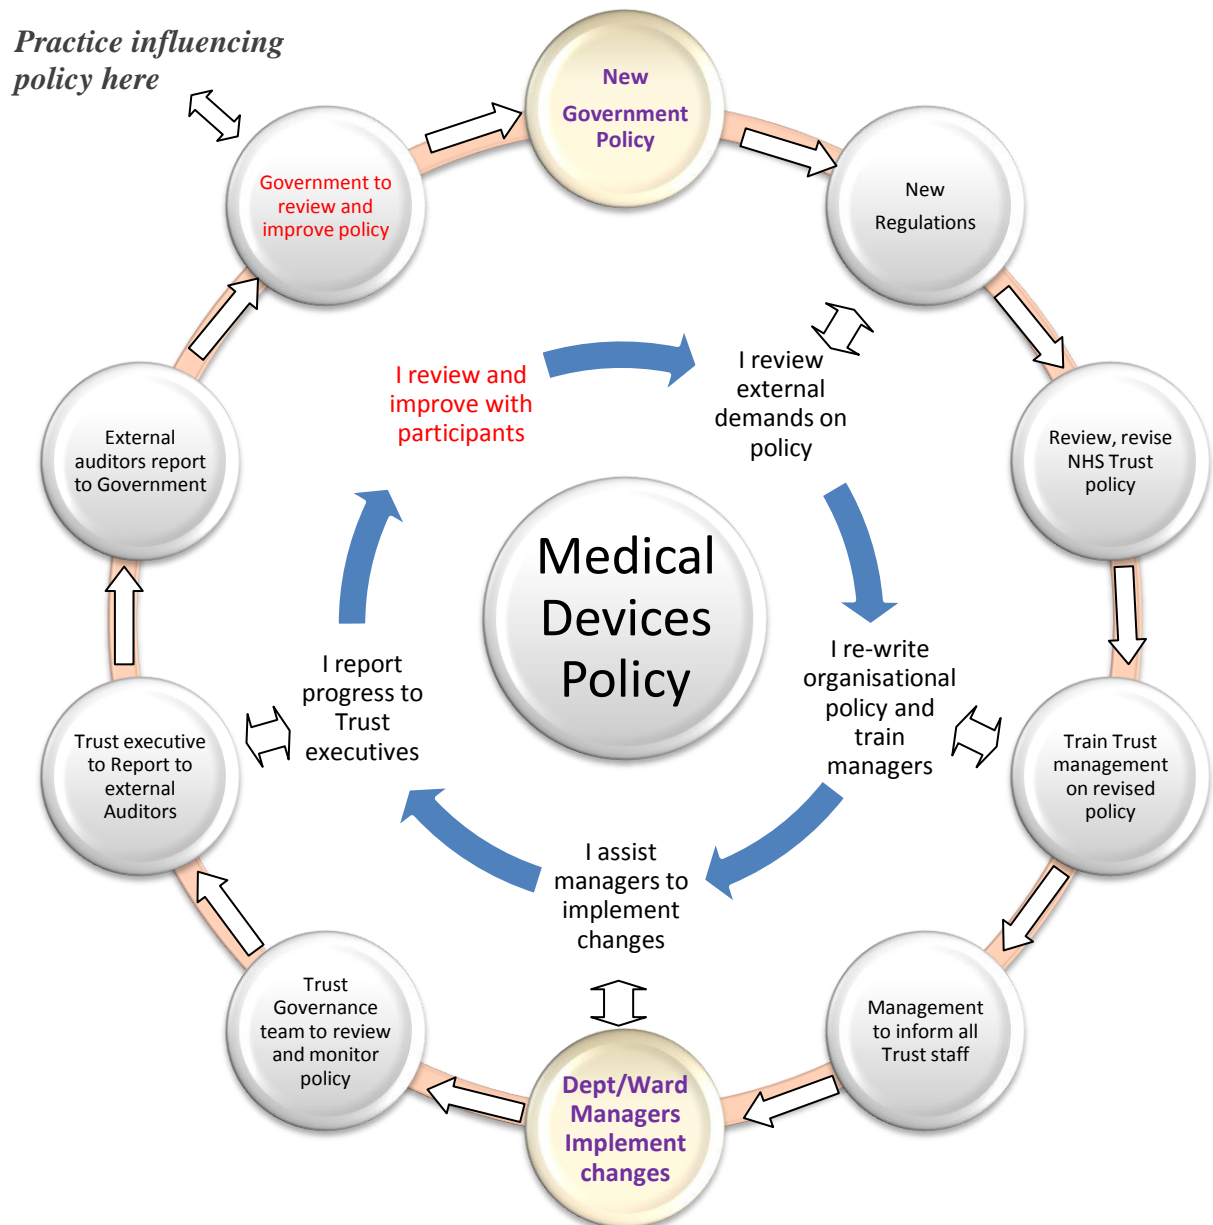 Practice influencing
policy here
New
Government
Policy
New
Regulations
Review, revise
NHS Trust
policy
Train Trust
management
on revised
policy
Management
to inform all
Trust staff
Dept/Ward
Managers
Implement
changes
Trust
Governance
team to review
and monitor
policy
Trust executive
to Report to
external
Auditors
External
auditors report
to Government
Government to
review and
improve policy
I review
external
demands on
policy
I re-write
organisational
policy and
train
managers
I assist
managers to
implement
changes
I report
progress to
Trust
executives
I review and
improve with
participants
Medical
Devices
Policy